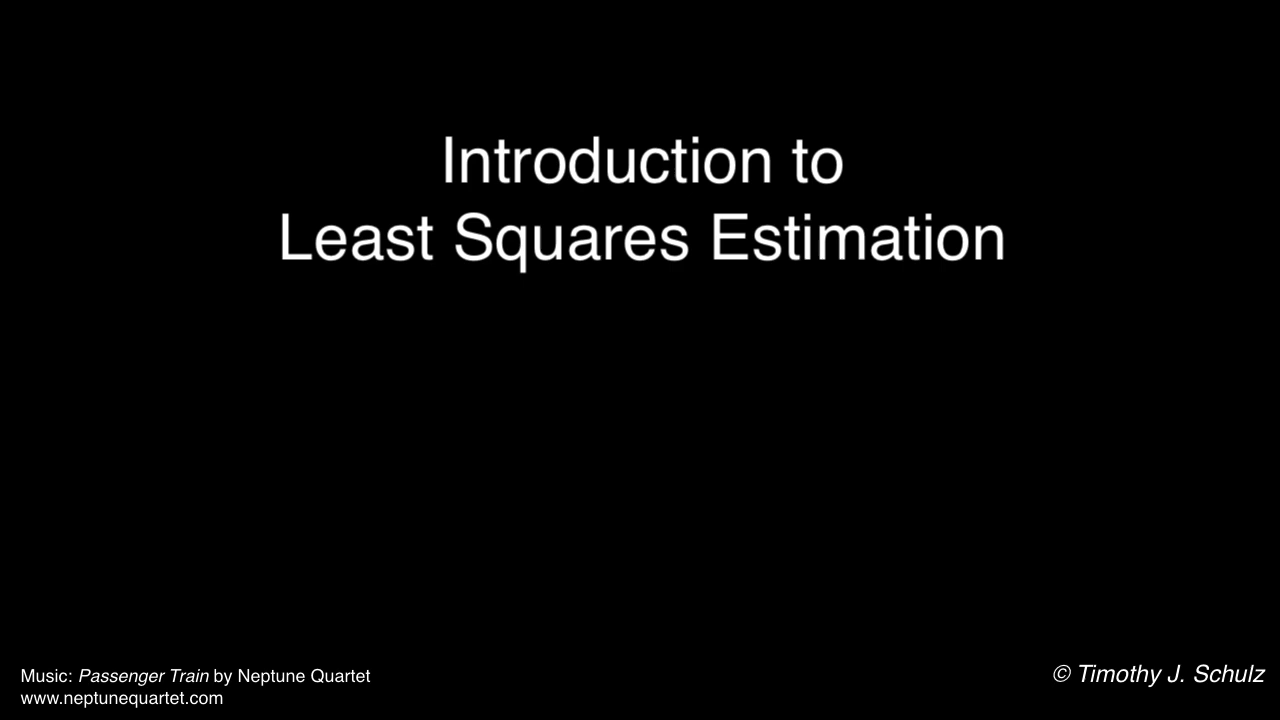 Introduction to
Least Squares Estimation
Music: Passenger Train by Neptune Quartet
www.neptunequartet.com
© Timothy J. Schulz